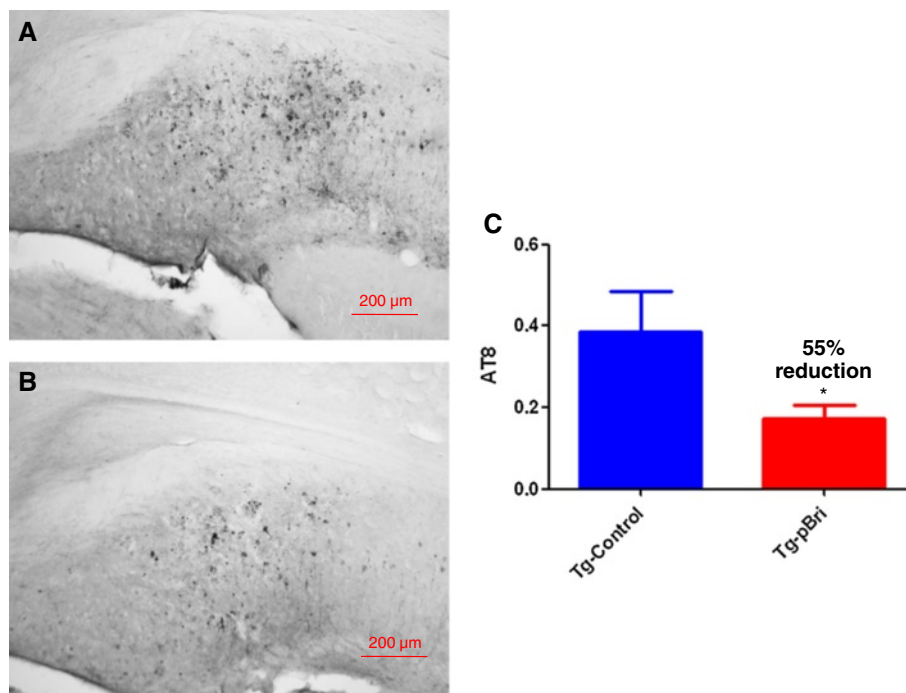 A
200 µm
B
200 µm
C
0.6
0.4
0.2
0.0
AT8
55%
reduction
*
Tg-Control
Tg-pBri